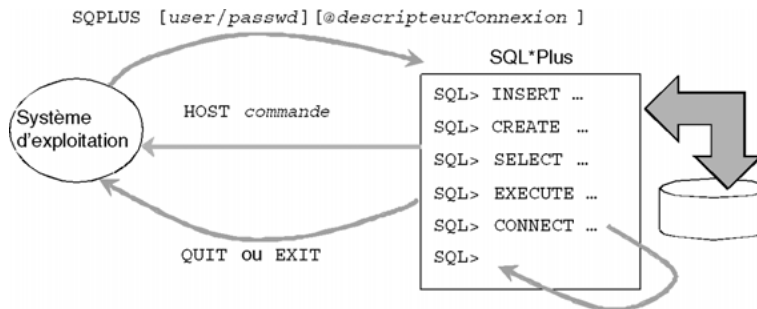 SQPLUS [user/passwd][@descripteurConnexion ]
SQL*Plus
Système
d'exploitation
HOST commande
SQL> INSERT …
SQL> CREATE …
SQL> SELECT …
SQL> EXECUTE …
SQL> CONNECT …
SQL>
QUIT ou EXIT